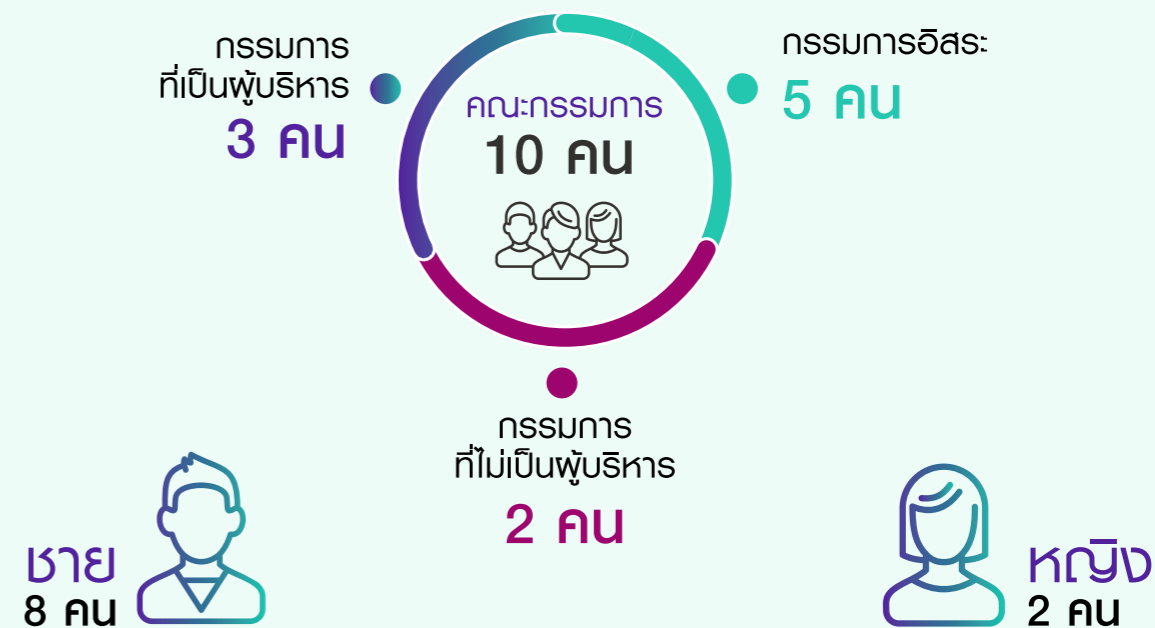 กรรมการ
ที่เป็นผู้บริหาร
3 คน
คณะกรรมการ
10 คน
กรรมการอิสระ
5 คน
กรรมการ
ที่ไม่เป็นผู้บริหาร
2 คน
ชาย
8 คน
หญิง
2 คน